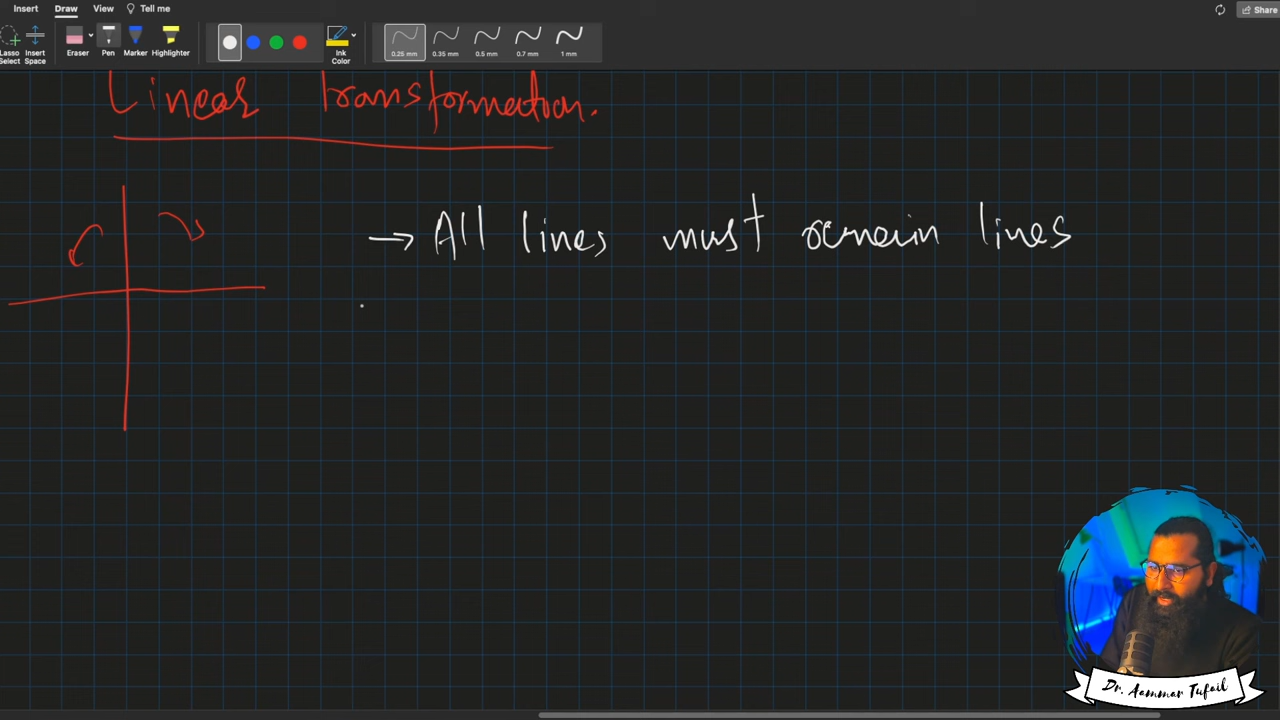 Insert Draw View Tell me
Share
Lasso Select
Insert Space
Eraser
Pen
Marker
Highlighter
Ink Color
0.25 mm
0.35 mm
0.5 mm
0.7 mm
1 mm
Linear transformation.
→ All lines must remain lines
Dr. Aammar Tufail